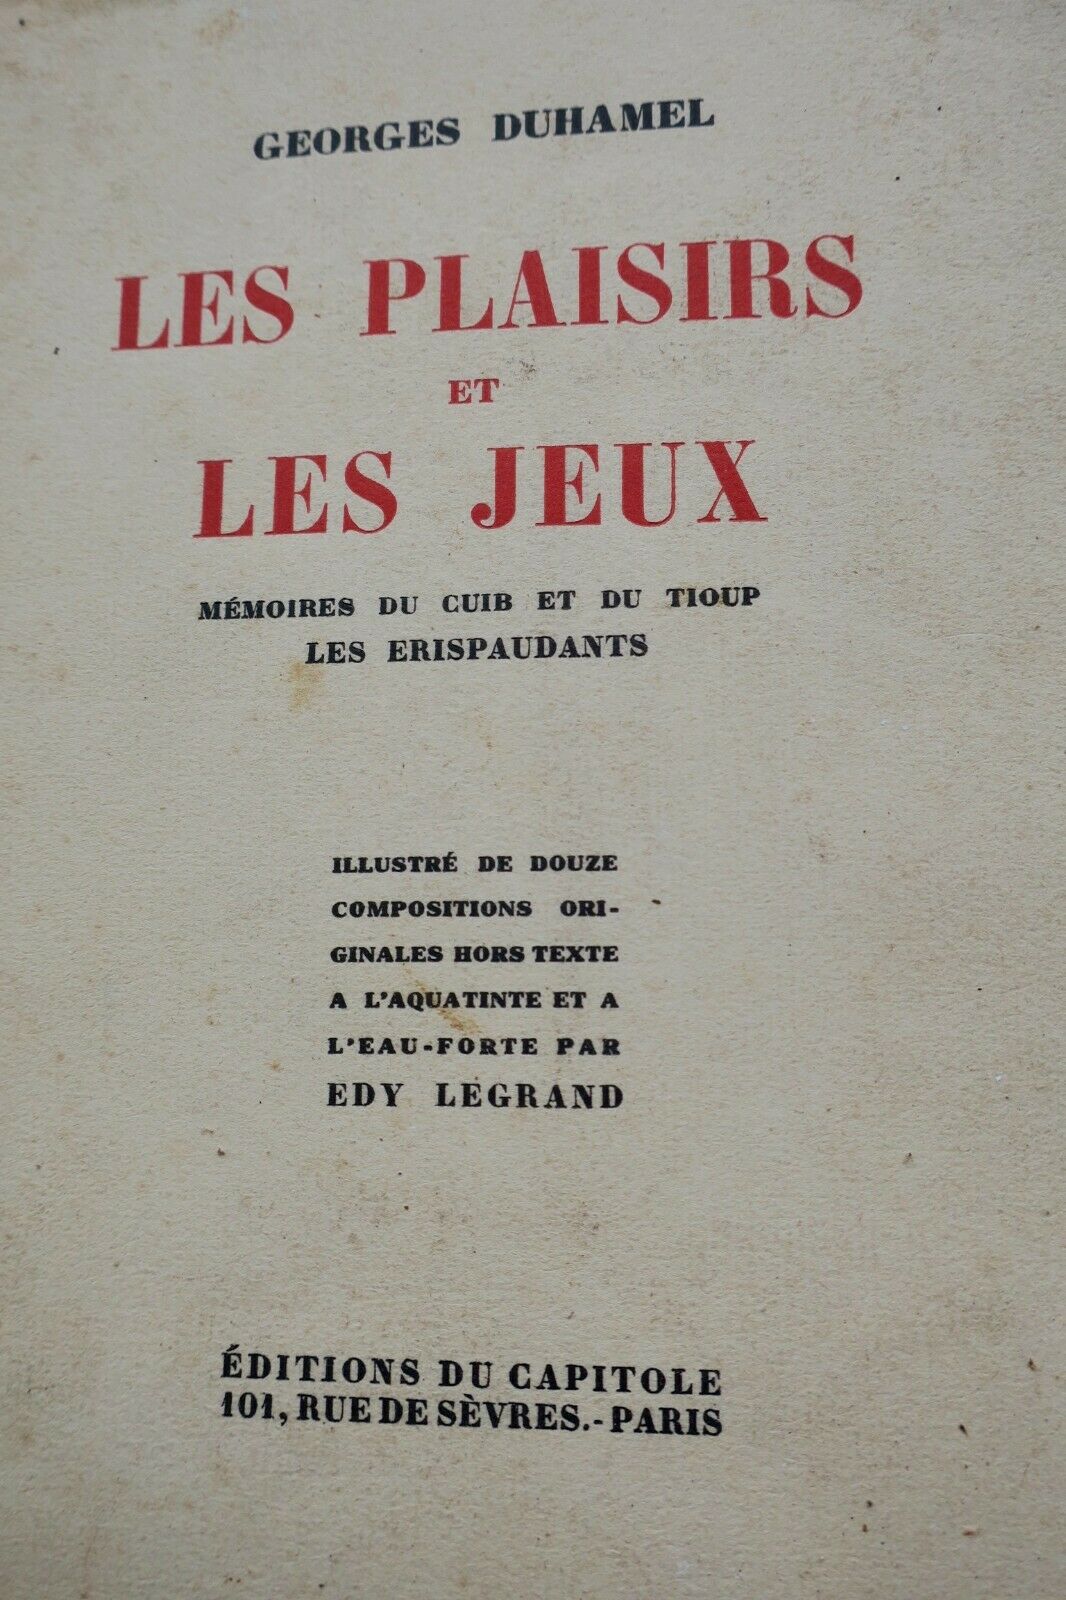 GEORGES DUHAMEL
LES PLAISIRS
ET
LES JEUX
MÉMOIRES DU CUIB ET DU TIOUP
LES ERISPAUDANTS
ILLUSTRÉ DE DOUZE
COMPOSITIONS ORI-
GINALES HORS TEXTE
A L'AQUATINTE ET A
L'EAU-FORTE PAR
EDY LEGRAND
ÉDITIONS DU CAPITOLE
101, RUE DE SÈVRES.-PARIS